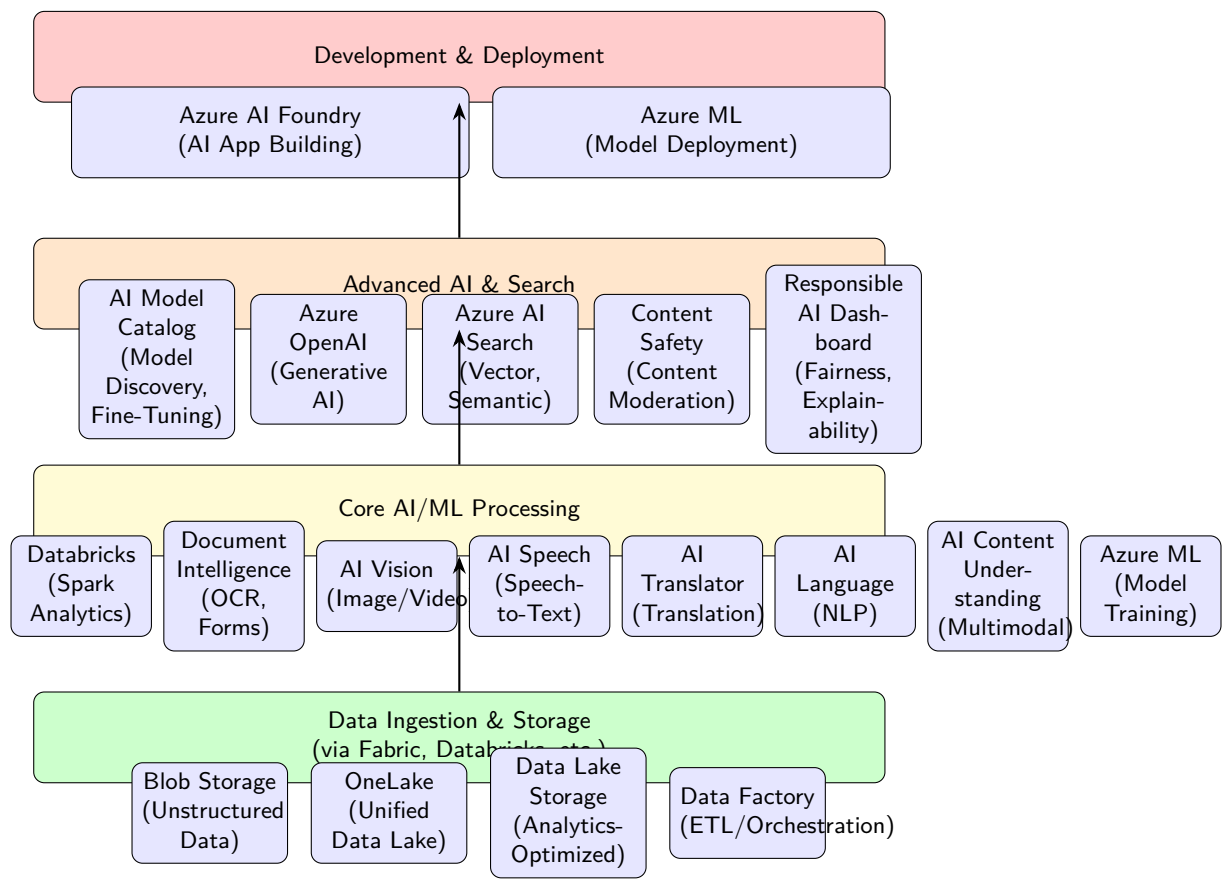 Development & Deployment
Azure AI Foundry
(AI App Building)
Azure ML
(Model Deployment)
Advanced AI & Search
AI Model
Catalog
(Model
Discovery,
Fine-Tuning)
Azure
OpenAI
(Generative
AI)
Azure AI
Search
(Vector,
Semantic)
Content
Safety
(Content
Moderation)
Responsible
AI Dash-
board
(Fairness,
Explain-
ability)
Core AI/ML Processing
Databricks
(Spark
Analytics)
Document
Intelligence
(OCR,
Forms)
AI Vision
(Image/Video
AI Speech
(Speech-
to-Text)
AI
Translator
(Translation)
AI
Language
(NLP)
AI Content
Under-
standing
(Multimodal)
Azure ML
(Model
Training)
Data Ingestion & Storage
(via Fabric, Databricks, etc.)
Blob Storage
(Unstructured
Data)
OneLake
(Unified
Data Lake)
Data Lake
Storage
(Analytics-
Optimized)
Data Factory
(ETL/Orchestration)